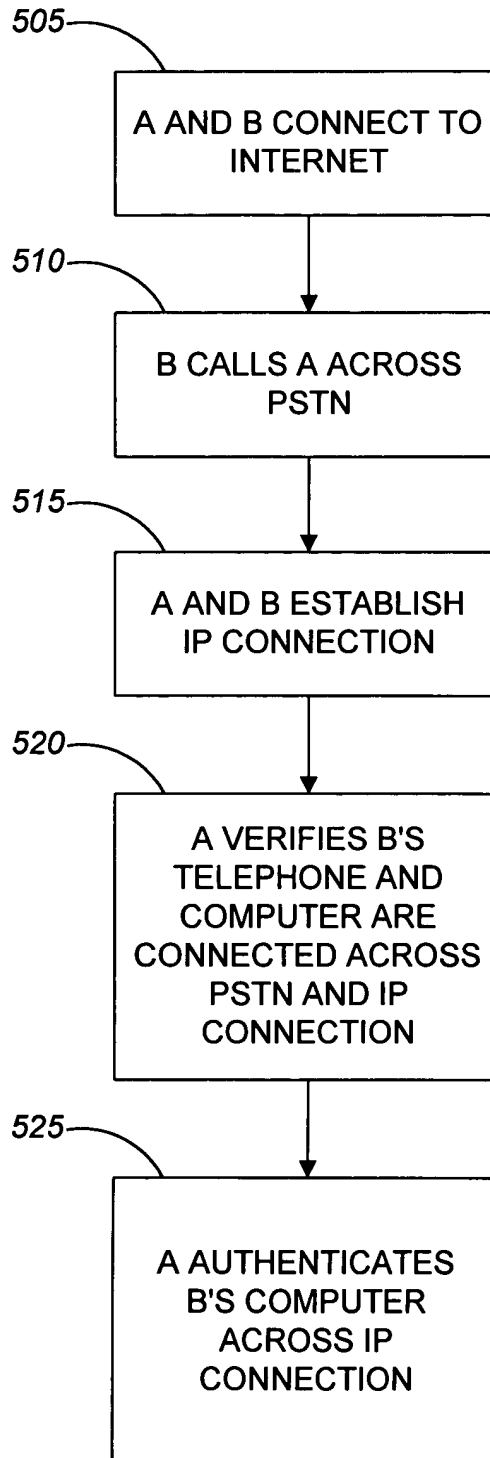 505
A AND B CONNECT TO
INTERNET
510
B CALLS A ACROSS
PSTN
515
A AND B ESTABLISH
IP CONNECTION
520
A VERIFIES B'S
TELEPHONE AND
COMPUTER ARE
CONNECTED ACROSS
PSTN AND IP
CONNECTION
525
A AUTHENTICATES
B'S COMPUTER
ACROSS IP
CONNECTION